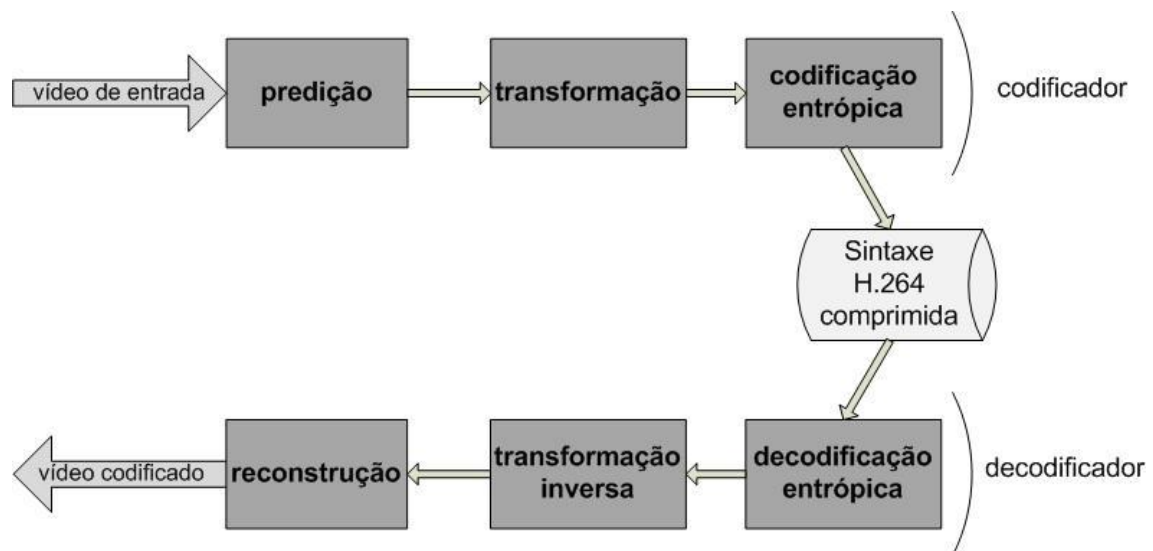 vídeo de entrada
predição
transformação
codificação
entrópica
codificador
Sintaxe
H.264
comprimida
vídeo codificado
reconstrução
transformação
inversa
decodificação
entrópica
decodificador